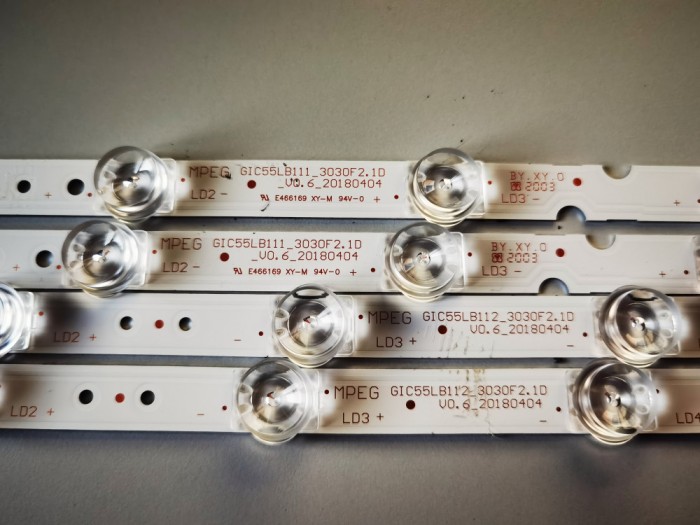 MPEG GIC55LB111_3030F2.1D
_V0.6_20180404
LD2 -
E466169 XY-M 94V-0 +
BY.XY.0
2003
LD3 -
MPEG GIC55LB111_3030F2.1D
_V0.6_20180404
LD2 -
E466169 XY-M 94V-0 +
BY.XY.0
2003
LD3 -
LD2 +
MPEG GIC55LB112_3030F2.1D
V0.6_20180404
LD3 +
LD2 +
MPEG GIC55LB112_3030F2.1D
V0.6_20180404
LD3 +
LD4